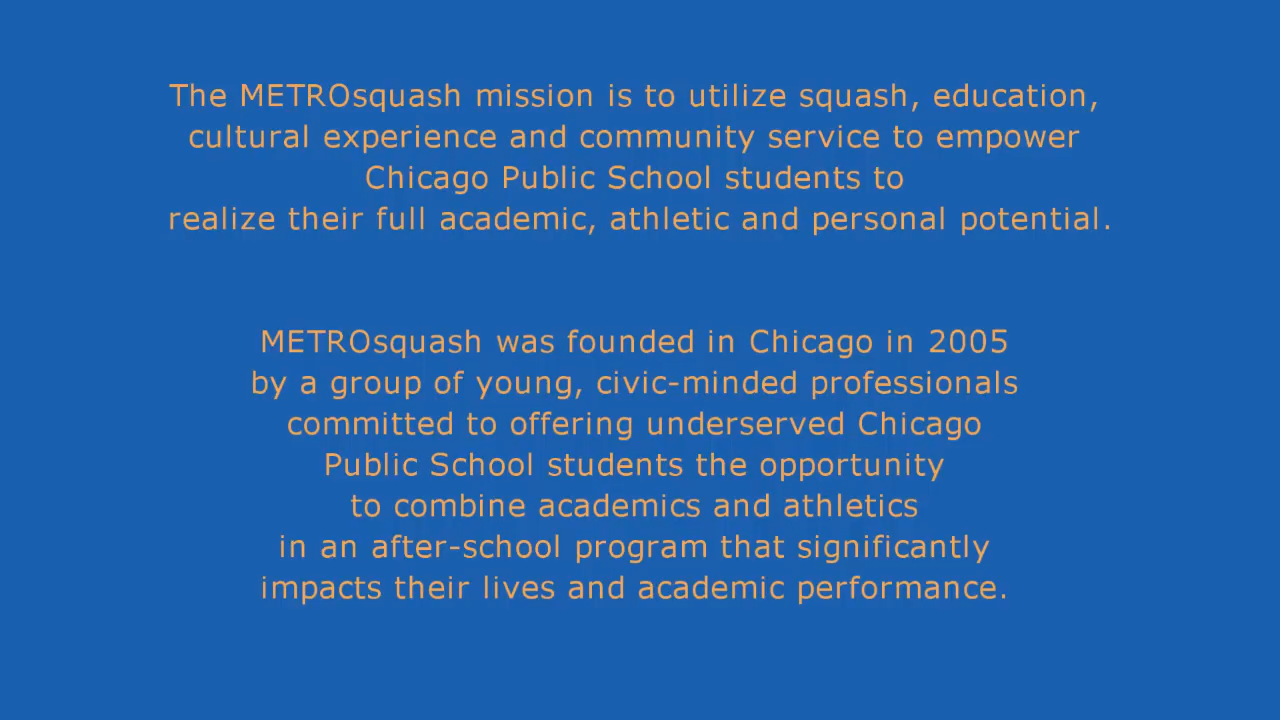 The METROsquash mission is to utilize squash, education,
cultural experience and community service to empower
Chicago Public School students to
realize their full academic, athletic and personal potential.
METROsquash was founded in Chicago in 2005
by a group of young, civic-minded professionals
committed to offering underserved Chicago
Public School students the opportunity
to combine academics and athletics
in an after-school program that significantly
impacts their lives and academic performance.